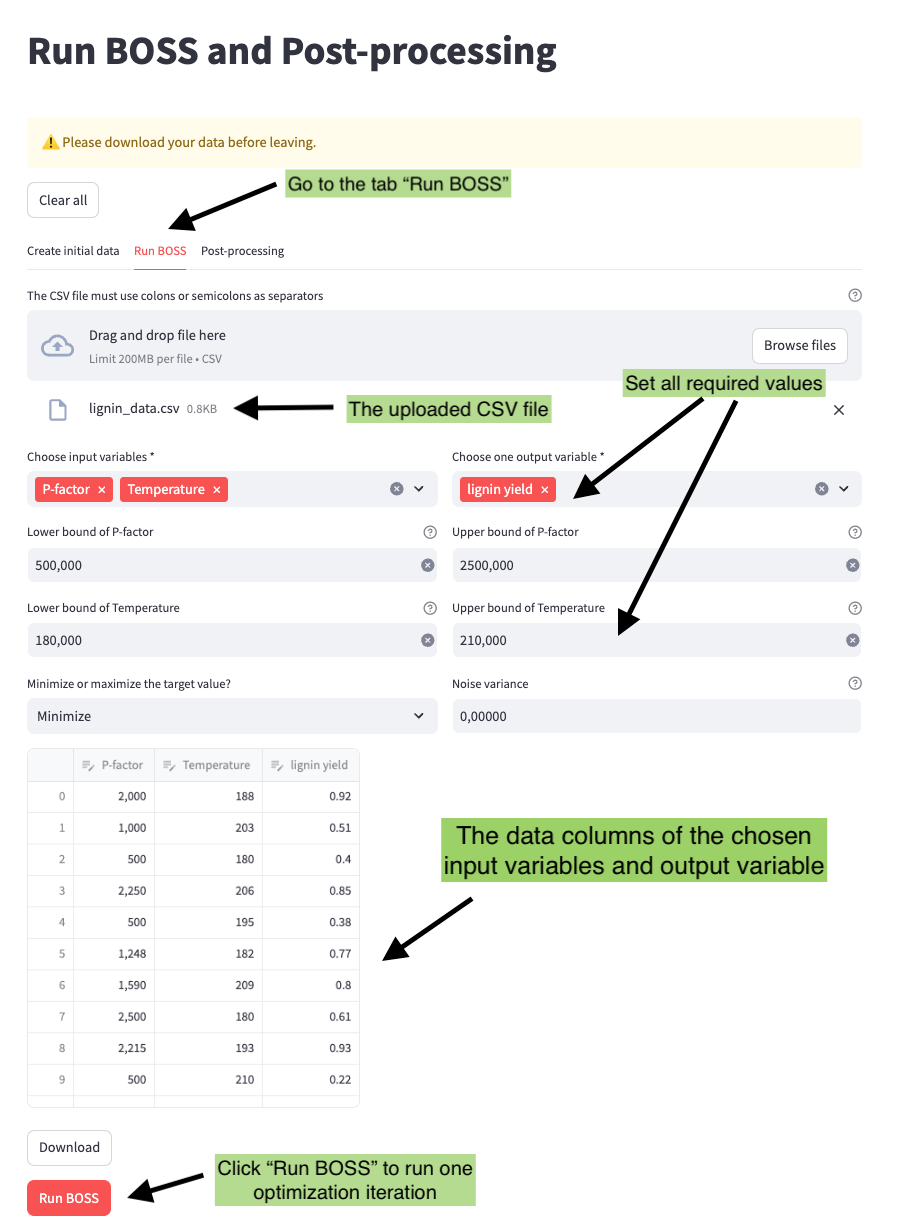 Run BOSS and Post-processing
⚠️ Please download your data before leaving.
Go to the tab “Run BOSS”
Clear all
Create initial data Run BOSS Post-processing
The CSV file must use colons or semicolons as separators
Drag and drop file here
Limit 200MB per file • CSV
Browse files
Set all required values
lignin_data.csv 0.8KB
The uploaded CSV file
Choose input variables * Choose one output variable *
P-factor × Temperature × lignin yield ×
Lower bound of P-factor Upper bound of P-factor
500,000 2500,000
Lower bound of Temperature Upper bound of Temperature
180,000 210,000
Minimize or maximize the target value? Noise variance
Minimize 0,00000
P-factor Temperature lignin yield
0 2,000 188 0.92
1 1,000 203 0.51
2 500 180 0.4
3 2,250 206 0.85
4 500 195 0.38
5 1,248 182 0.77
6 1,590 209 0.8
7 2,500 180 0.61
8 2,215 193 0.93
9 500 210 0.22
The data columns of the chosen
input variables and output variable
Download
Run BOSS
Click “Run BOSS” to run one
optimization iteration